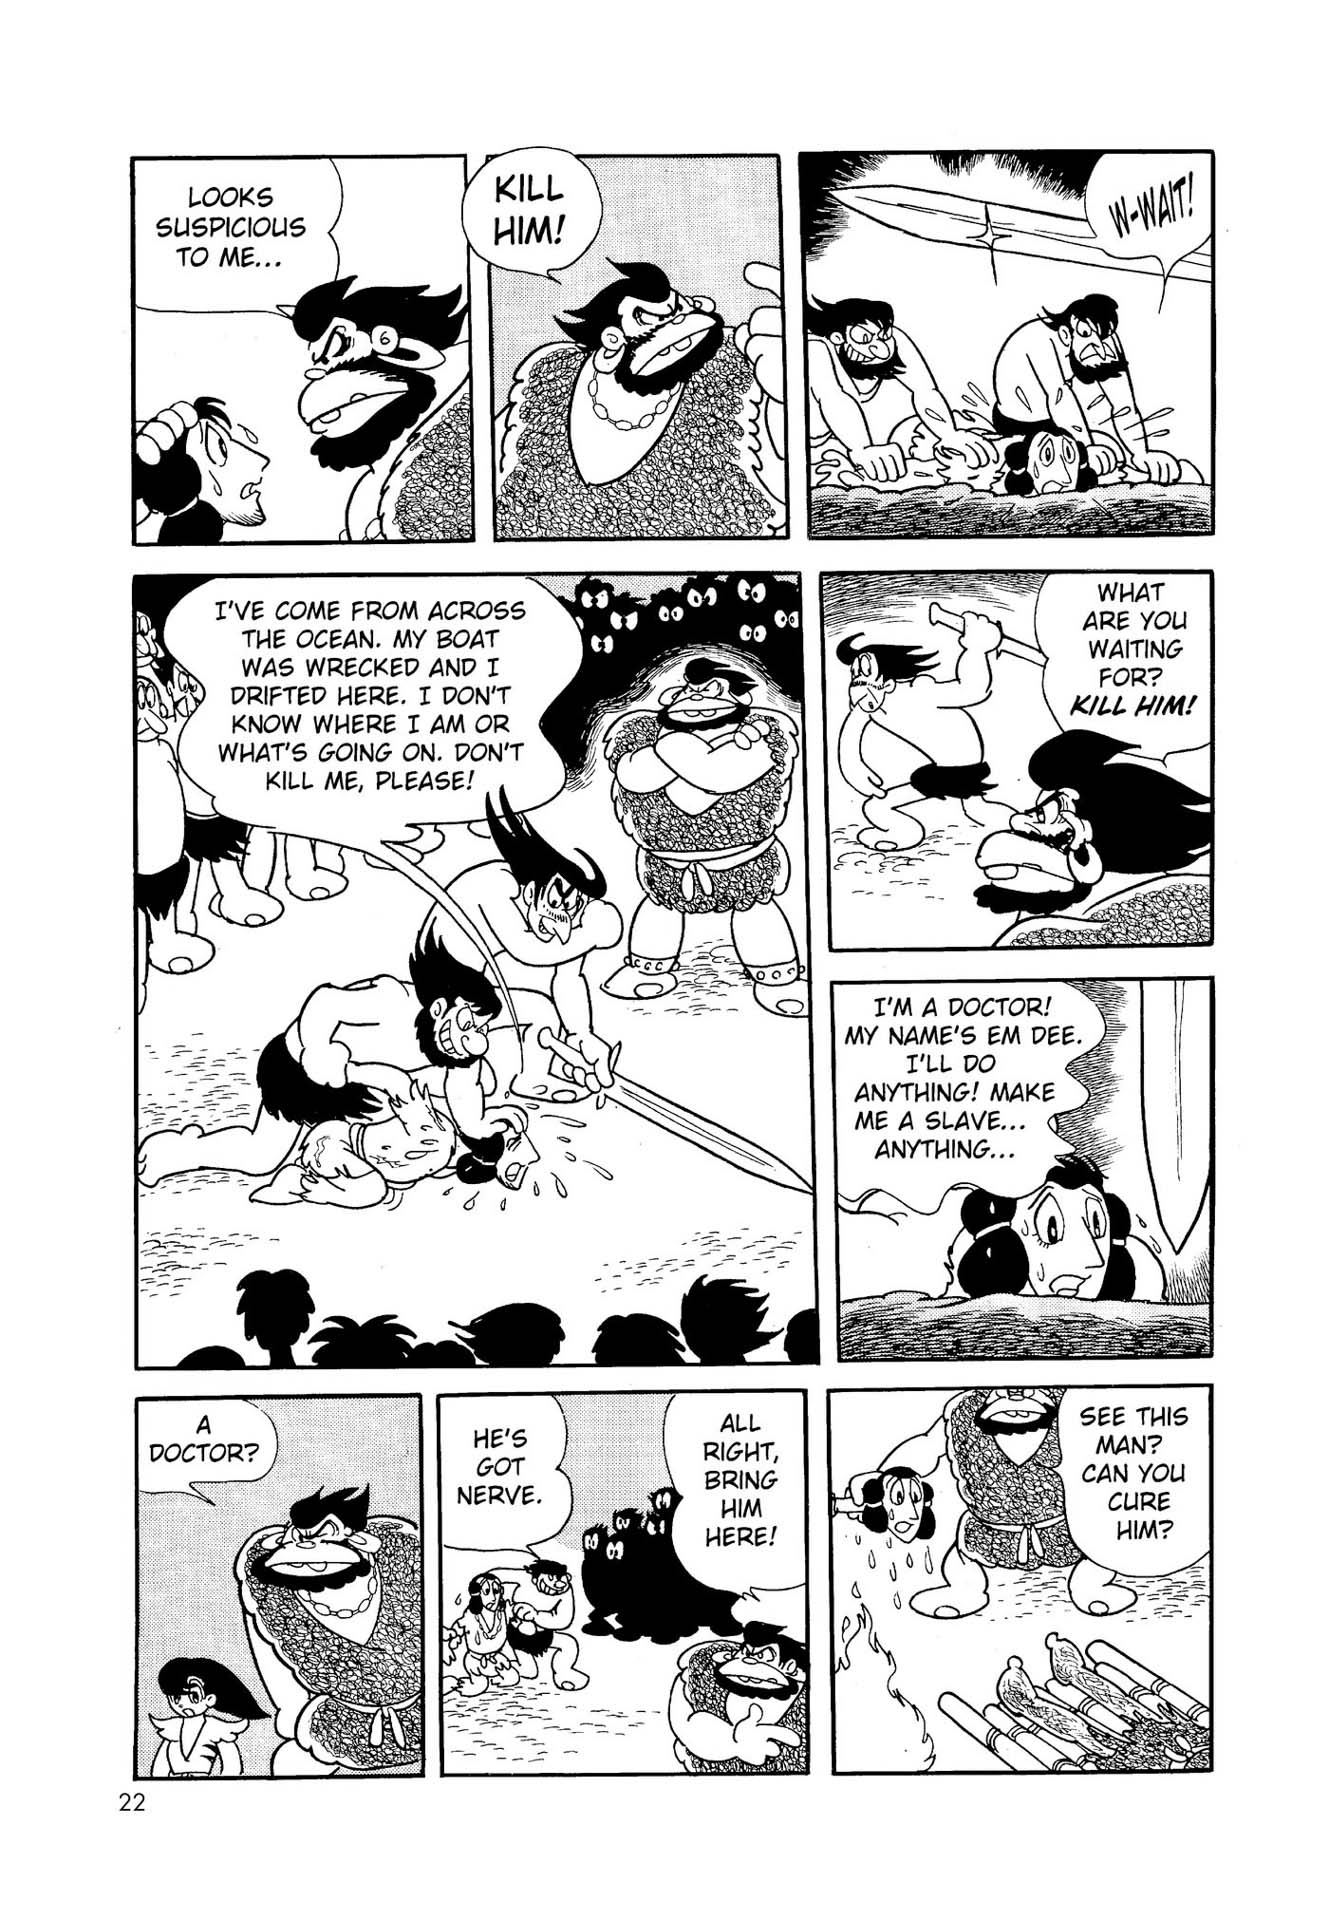 LOOKS
SUSPICIOUS
TO ME...
KILL
HIM!
W-WAIT!
I'VE COME FROM ACROSS
THE OCEAN. MY BOAT
WAS WRECKED AND I
DRIFTED HERE. I DON'T
KNOW WHERE I AM OR
WHAT'S GOING ON. DON'T
KILL ME, PLEASE!
WHAT
ARE YOU
WAITING
FOR?
KILL HIM!
I'M A DOCTOR!
MY NAME'S EM DEE.
I'LL DO
ANYTHING! MAKE
ME A SLAVE...
ANYTHING...
A
DOCTOR?
HE'S
GOT
NERVE.
ALL
RIGHT,
BRING
HIM
HERE!
SEE THIS
MAN?
CAN YOU
CURE
HIM?
22